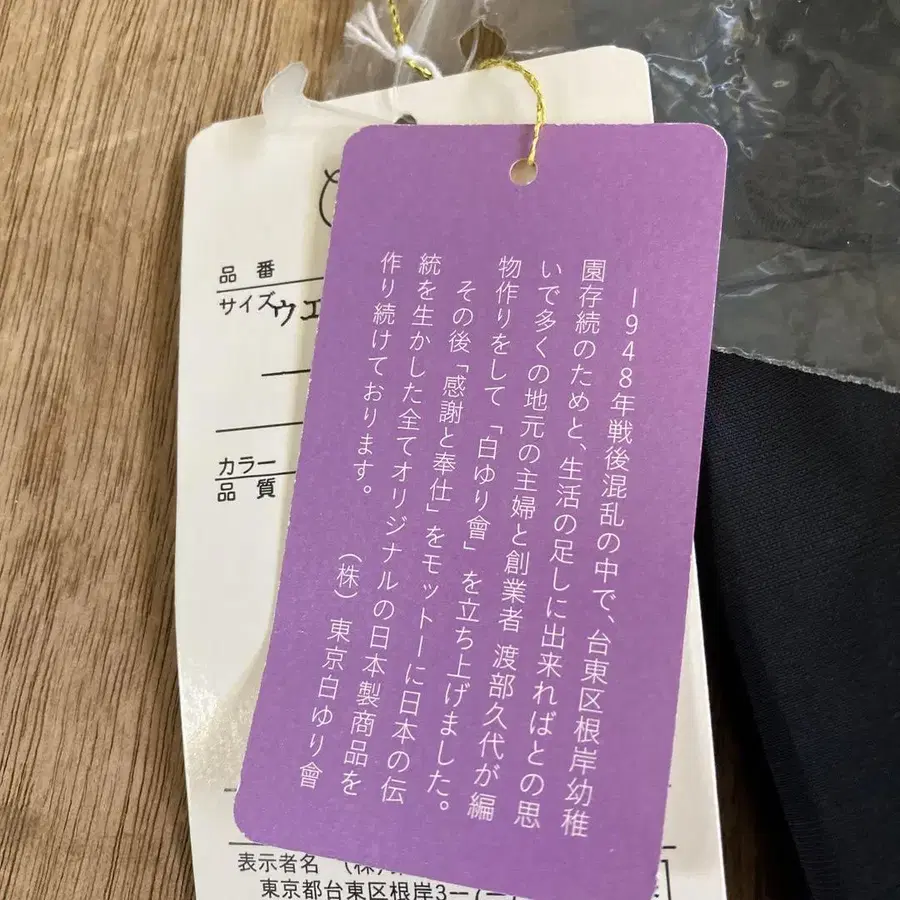 1948年戦後混乱の中で、台東区根岸幼稚
園存続のためと、生活の足しに出来ればとの思
いで多くの地元の主婦と創業者 渡部久代が編
物作りをして「白ゆり會」を立ち上げました。
その後「感謝と奉仕」をモットーに日本の伝
統を生かした全てオリジナルの日本製商品を
作り続けております。
(株)東京白ゆり會
品番
サイズ ウエ
カラー
品質
表示者名 (株)
東京都台東区根岸3-7-